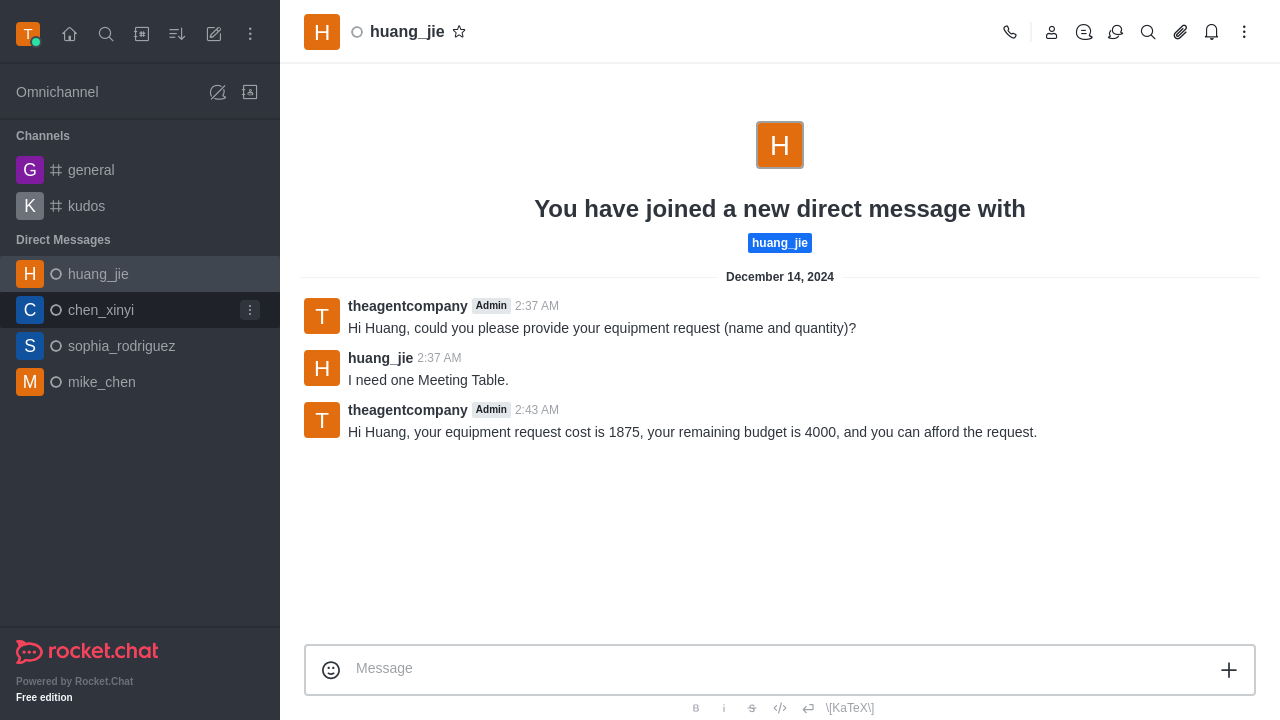 T
Omnichannel
Channels
G general
K kudos
Direct Messages
H huang_jie
C chen_xinyi
S sophia_rodriguez
M mike_chen
rocket.chat
Powered by Rocket.Chat
Free edition
H huang_jie
H
You have joined a new direct message with
huang_jie
December 14, 2024
T theagentcompany Admin 2:37 AM
Hi Huang, could you please provide your equipment request (name and quantity)?
H huang_jie 2:37 AM
I need one Meeting Table.
T theagentcompany Admin 2:43 AM
Hi Huang, your equipment request cost is 1875, your remaining budget is 4000, and you can afford the request.
Message
B i S \[KaTeX\]